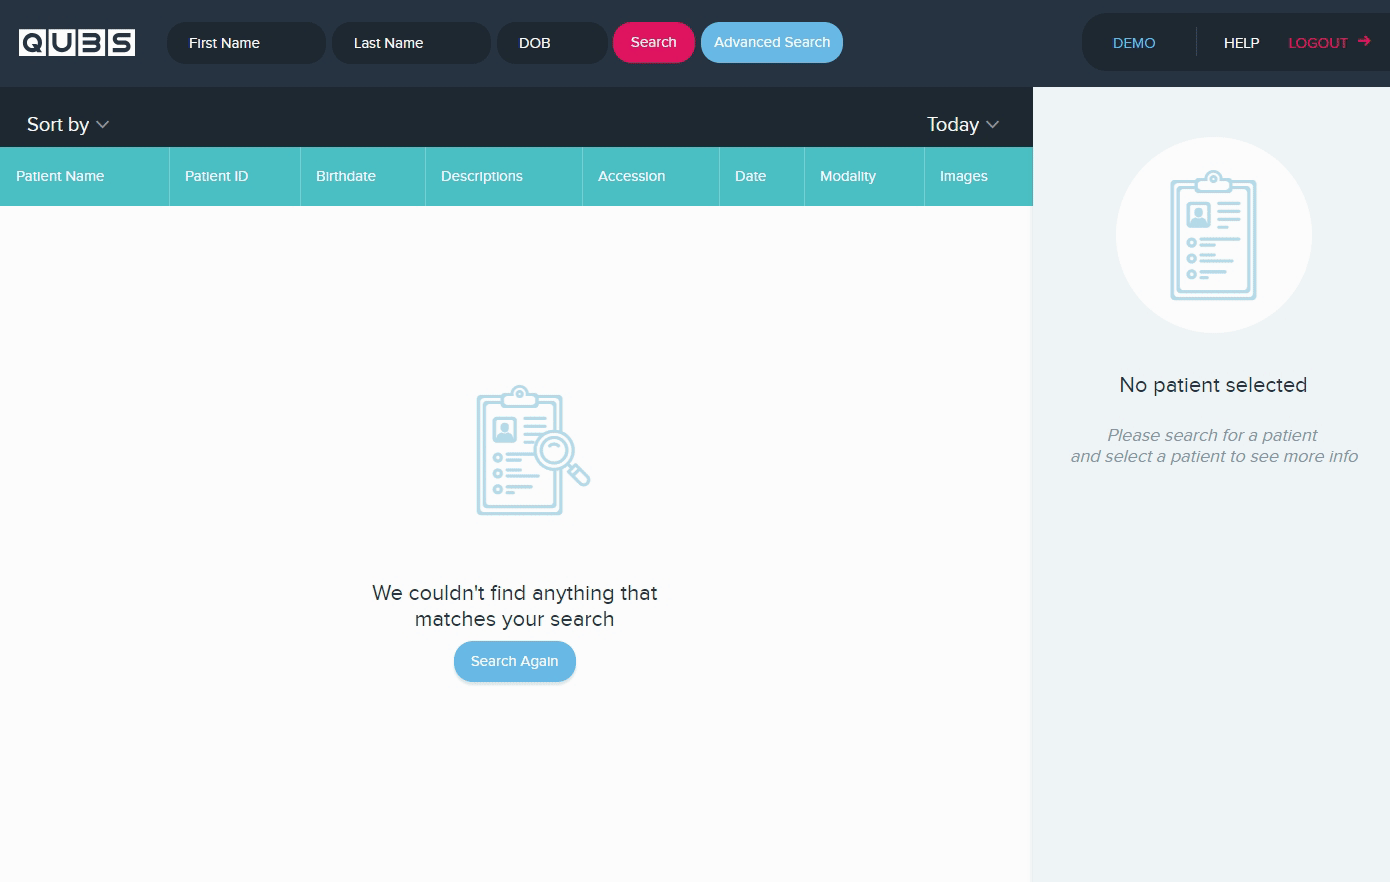 QUBS
First Name
Last Name
DOB
Search
Advanced Search
DEMO
HELP
LOGOUT
Sort by
Today
Patient Name
Patient ID
Birthdate
Descriptions
Accession
Date
Modality
Images
We couldn't find anything that
matches your search
Search Again
No patient selected
Please search for a patient
and select a patient to see more info